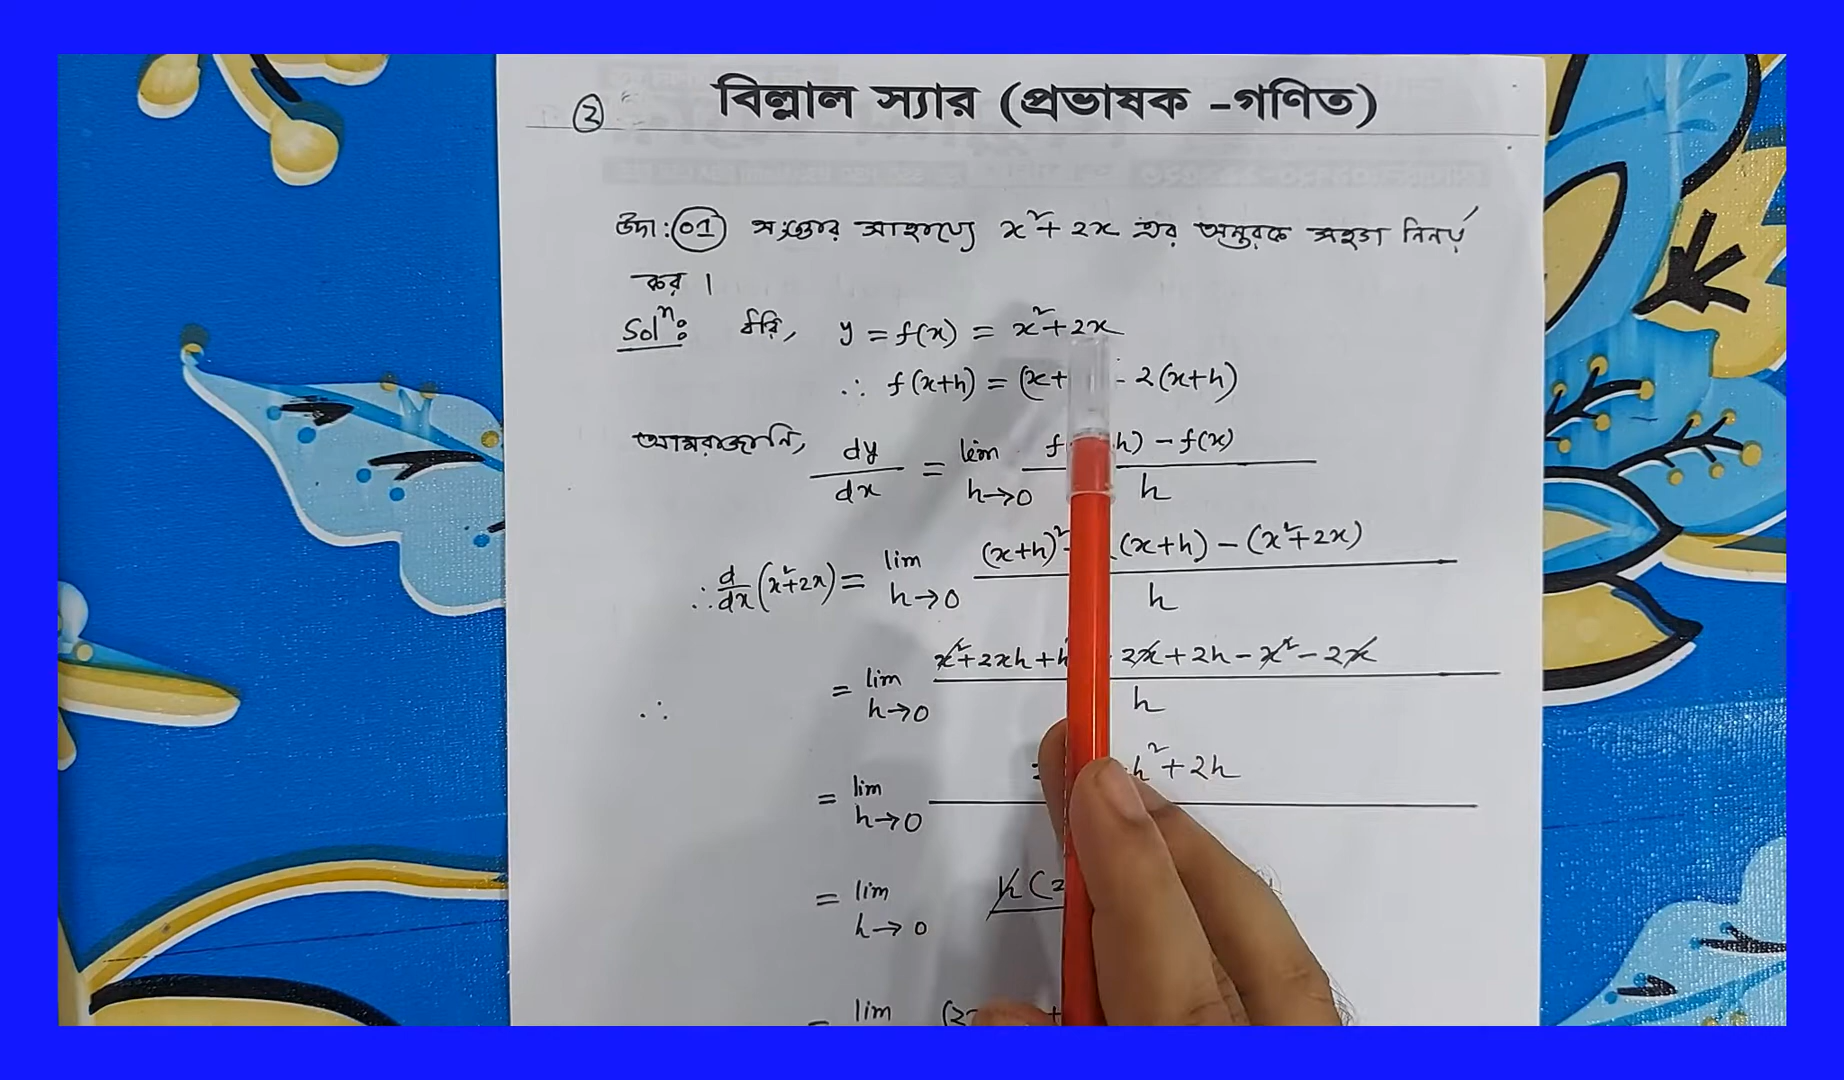 বিল্লাল স্যার (প্রভাষক -গণিত)
2
উদা: 01 সংজ্ঞার সাহায্যে x²+ 2x এর অন্তরক সহগ নির্ণয়
কর ।
Solⁿ: ধরি, y = f(x) = x²+2x
∴ f(x+h) = (x+ 2(x+h)
আমরা জানি, dy/dx = lim h→0 f h) - f(x) / h
∴ d/dx (x²+2x) = lim h→0 (x+h)² (x+h) - (x²+2x) / h
∴ = lim h→0 x²+2xh+h 2x+2h-x²-2x / h
= lim h→0 h²+2h
= lim h→0 h(2
= lim (2 +